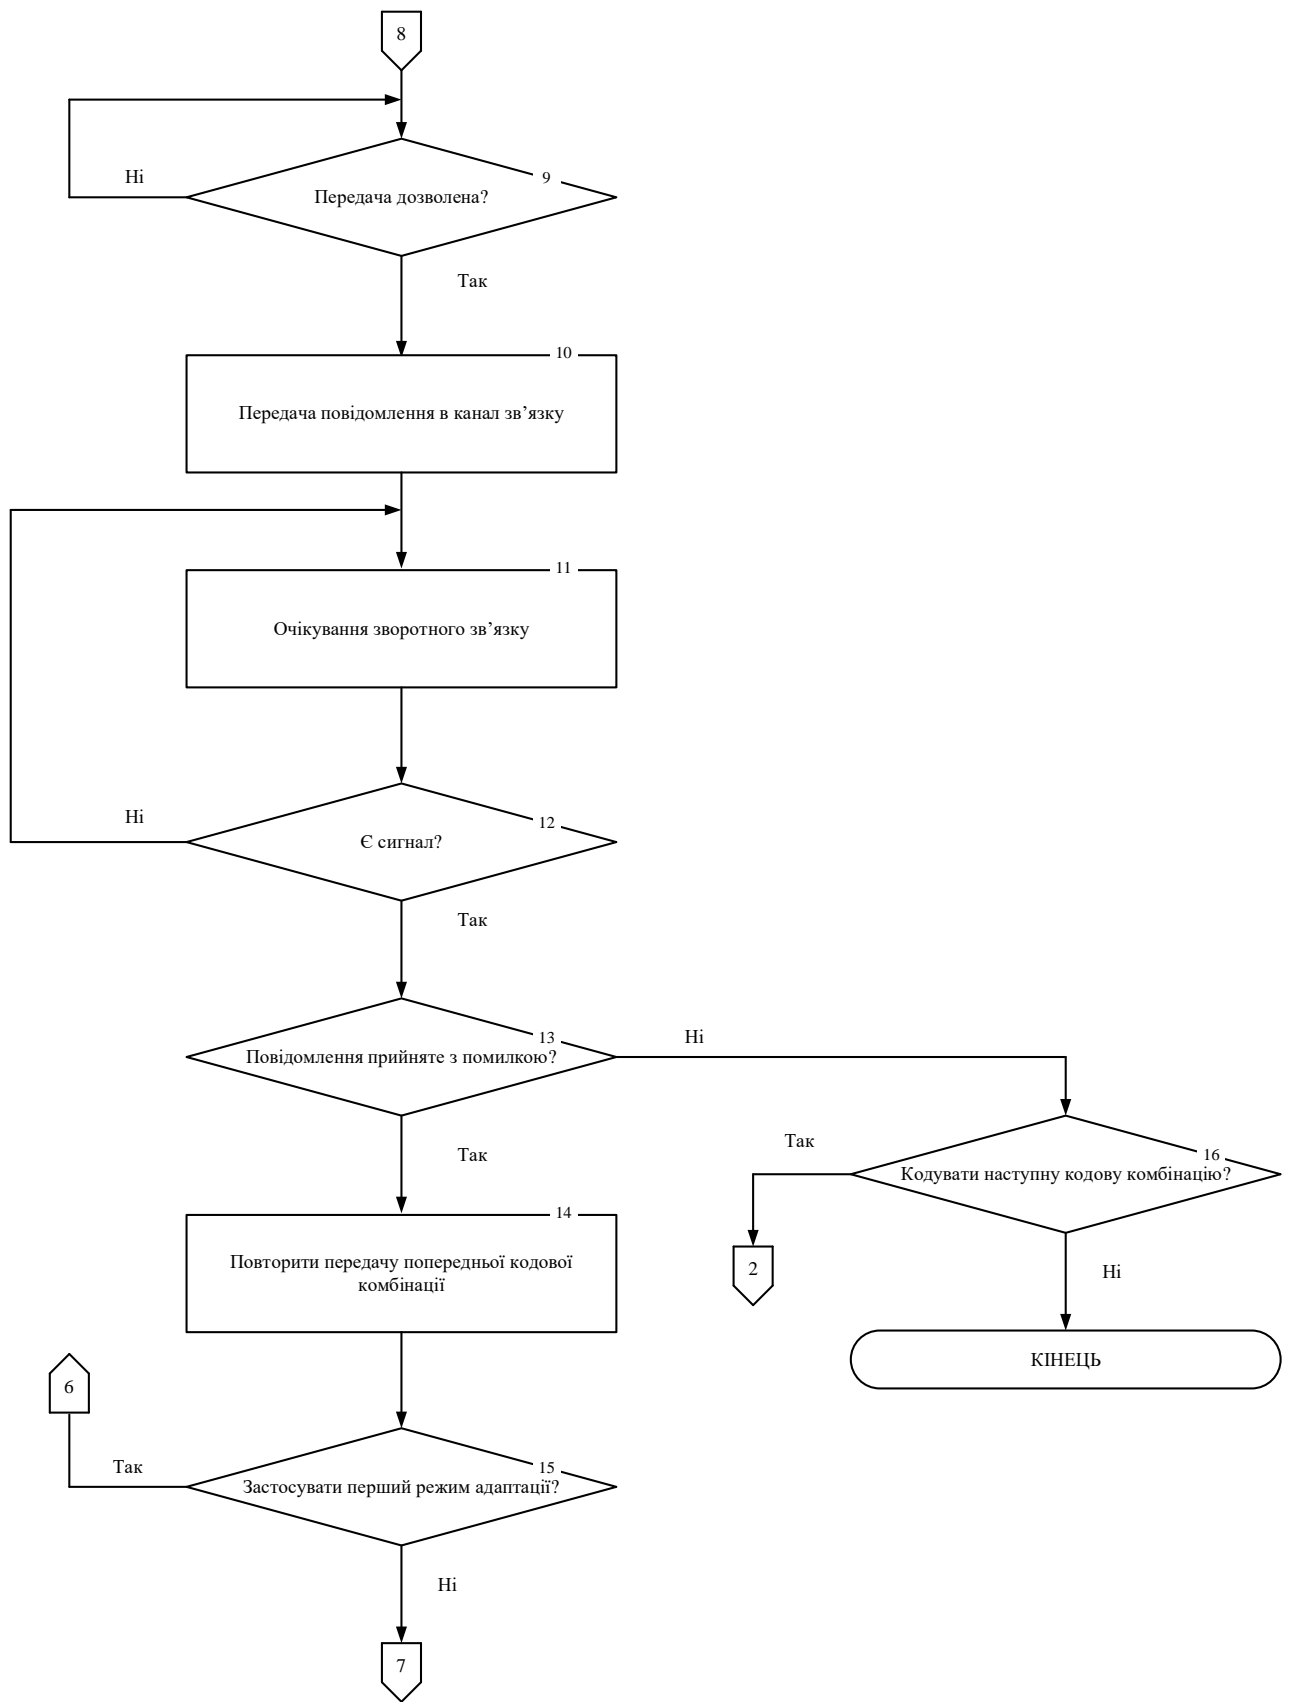 8
Ні
9
Передача дозволена?
Так
10
Передача повідомлення в канал зв’язку
11
Очікування зворотного зв’язку
Ні
12
Є сигнал?
Так
13
Ні
Повідомлення прийняте з помилкою?
Так
Так
16
Кодувати наступну кодову комбінацію?
14
Повторити передачу попередньої кодової
комбінації
2
Ні
КІНЕЦЬ
6
Так
15
Застосувати перший режим адаптації?
Ні
7